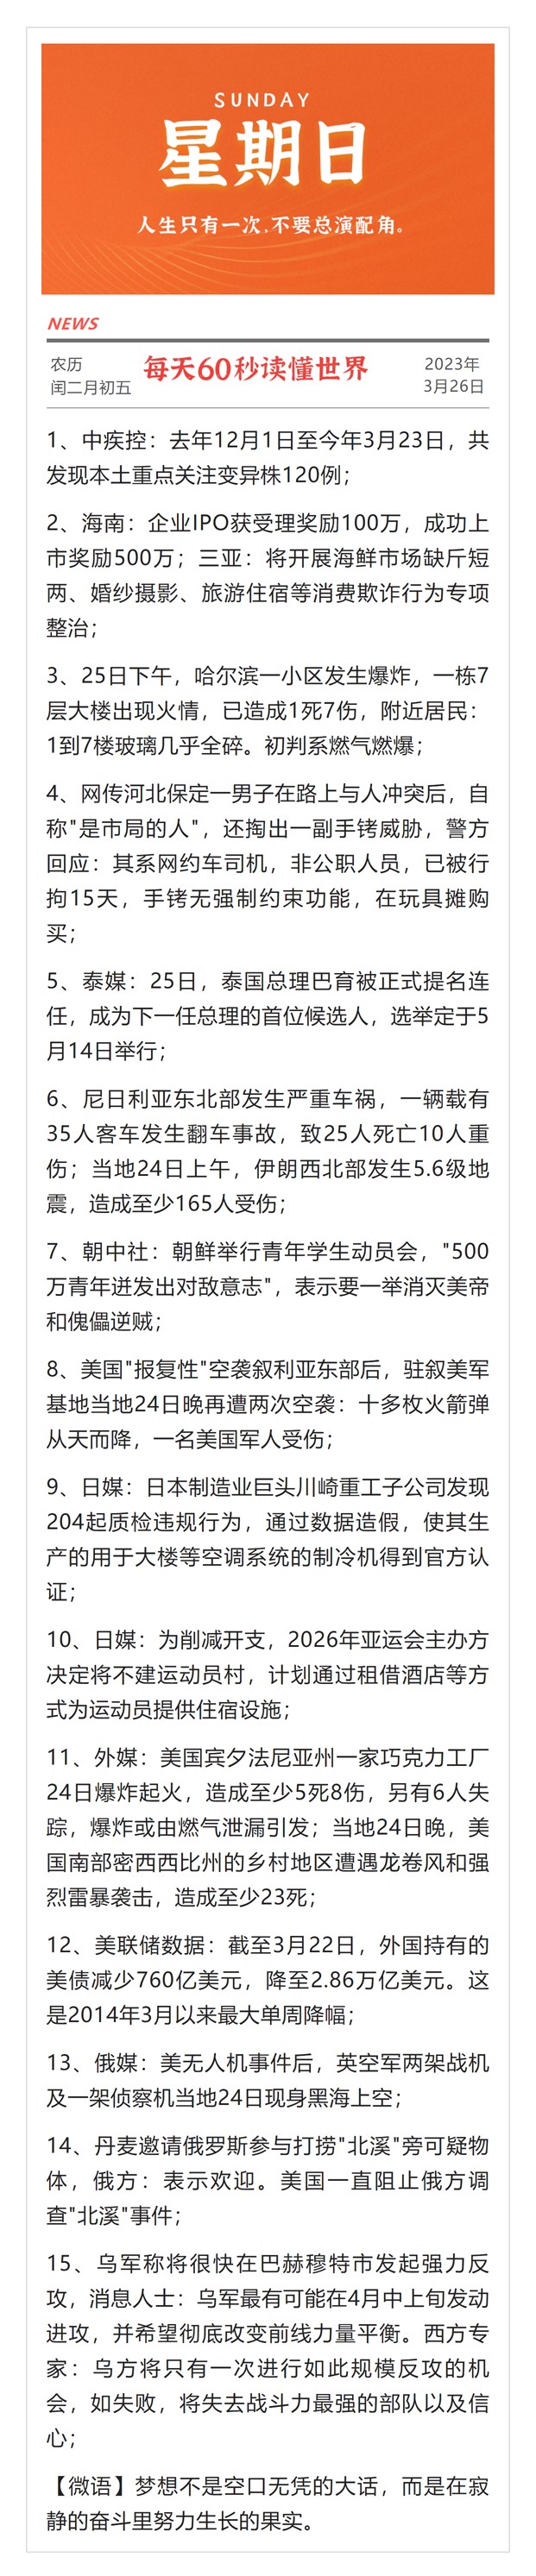 SUNDAY
星期日
人生只有一次,不要总演配角。
NEWS
农历
闰二月初五
每天60秒读懂世界
2023年
3月26日
1、中疾控：去年12月1日至今年3月23日，共
发现本土重点关注变异株120例；
2、海南：企业IPO获受理奖励100万，成功上
市奖励500万；三亚：将开展海鲜市场缺斤短
两、婚纱摄影、旅游住宿等消费欺诈行为专项
整治；
3、25日下午，哈尔滨一小区发生爆炸，一栋7
层大楼出现火情，已造成1死7伤，附近居民：
1到7楼玻璃几乎全碎。初判系燃气燃爆；
4、网传河北保定一男子在路上与人冲突后，自
称"是市局的人"，还掏出一副手铐威胁，警方
回应：其系网约车司机，非公职人员，已被行
拘15天，手铐无强制约束功能，在玩具摊购
买；
5、泰媒：25日，泰国总理巴育被正式提名连
任，成为下一任总理的首位候选人，选举定于5
月14日举行；
6、尼日利亚东北部发生严重车祸，一辆载有
35人客车发生翻车事故，致25人死亡10人重
伤；当地24日上午，伊朗西北部发生5.6级地
震，造成至少165人受伤；
7、朝中社：朝鲜举行青年学生动员会，"500
万青年迸发出对敌意志"，表示要一举消灭美帝
和傀儡逆贼；
8、美国"报复性"空袭叙利亚东部后，驻叙美军
基地当地24日晚再遭两次空袭：十多枚火箭弹
从天而降，一名美国军人受伤；
9、日媒：日本制造业巨头川崎重工子公司发现
204起质检违规行为，通过数据造假，使其生
产的用于大楼等空调系统的制冷机得到官方认
证；
10、日媒：为削减开支，2026年亚运会主办方
决定将不建运动员村，计划通过租借酒店等方
式为运动员提供住宿设施；
11、外媒：美国宾夕法尼亚州一家巧克力工厂
24日爆炸起火，造成至少5死8伤，另有6人失
踪，爆炸或由燃气泄漏引发；当地24日晚，美
国南部密西西比州的乡村地区遭遇龙卷风和强
烈雷暴袭击，造成至少23死；
12、美联储数据：截至3月22日，外国持有的
美债减少760亿美元，降至2.86万亿美元。这
是2014年3月以来最大单周降幅；
13、俄媒：美无人机事件后，英空军两架战机
及一架侦察机当地24日现身黑海上空；
14、丹麦邀请俄罗斯参与打捞"北溪"旁可疑物
体，俄方：表示欢迎。美国一直阻止俄方调
查"北溪"事件；
15、乌军称将很快在巴赫穆特市发起强力反
攻，消息人士：乌军最有可能在4月中上旬发动
进攻，并希望彻底改变前线力量平衡。西方专
家：乌方将只有一次进行如此规模反攻的机
会，如失败，将失去战斗力最强的部队以及信
心；
【微语】梦想不是空口无凭的大话，而是在寂
静的奋斗里努力生长的果实。